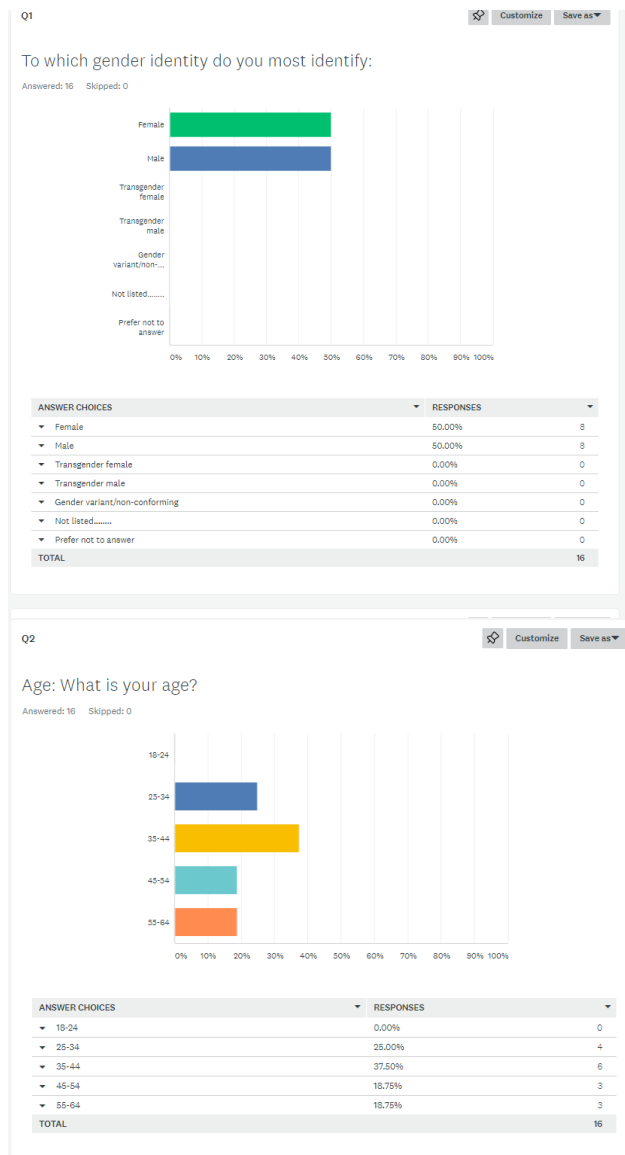 Q1
Customize
Save as
To which gender identity do you most identify:
Answered: 16 Skipped: 0
Female
Male
Transgender
female
Transgender
male
Gender
variant/non-...
Not listed........
Prefer not to
answer
0% 10% 20% 30% 40% 50% 60% 70% 80% 90% 100%
ANSWER CHOICES RESPONSES
Female 50.00% 8
Male 50.00% 8
Transgender female 0.00% 0
Transgender male 0.00% 0
Gender variant/non-conforming 0.00% 0
Not listed........ 0.00% 0
Prefer not to answer 0.00% 0
TOTAL 16
Q2
Customize
Save as
Age: What is your age?
Answered: 16 Skipped: 0
18-24
25-34
35-44
45-54
55-64
0% 10% 20% 30% 40% 50% 60% 70% 80% 90% 100%
ANSWER CHOICES RESPONSES
18-24 0.00% 0
25-34 25.00% 4
35-44 37.50% 6
45-54 18.75% 3
55-64 18.75% 3
TOTAL 16